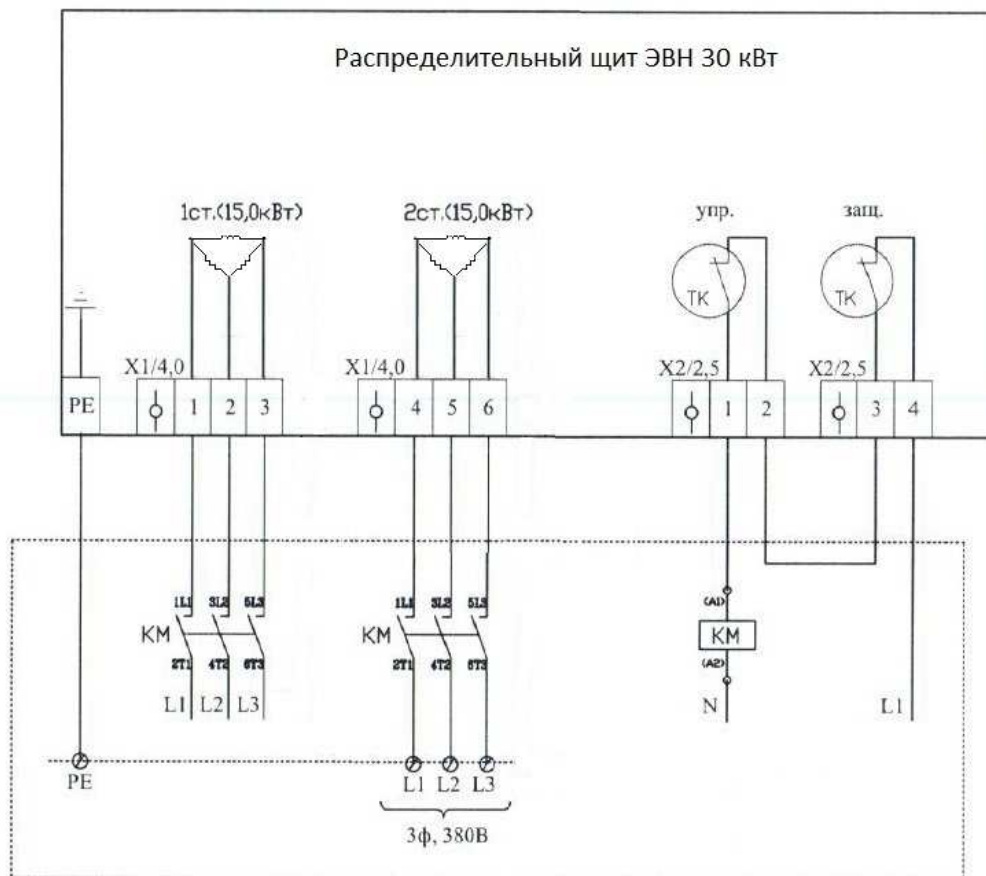 Распределительный щит ЭВН 30 кВт
1ст.(15,0кВт) 2ст.(15,0кВт) упр. защ.
ТК ТК
X1/4,0 X1/4,0 X2/2,5 X2/2,5
PE 1 2 3 4 5 6 1 2 3 4
1L1 3L2 5L3 1L1 3L2 5L3 (A1)
КМ КМ КМ
2T1 4T2 6T3 2T1 4T2 6T3 (A2)
L1 L2 L3 N L1
PE L1 L2 L3
3ф, 380В